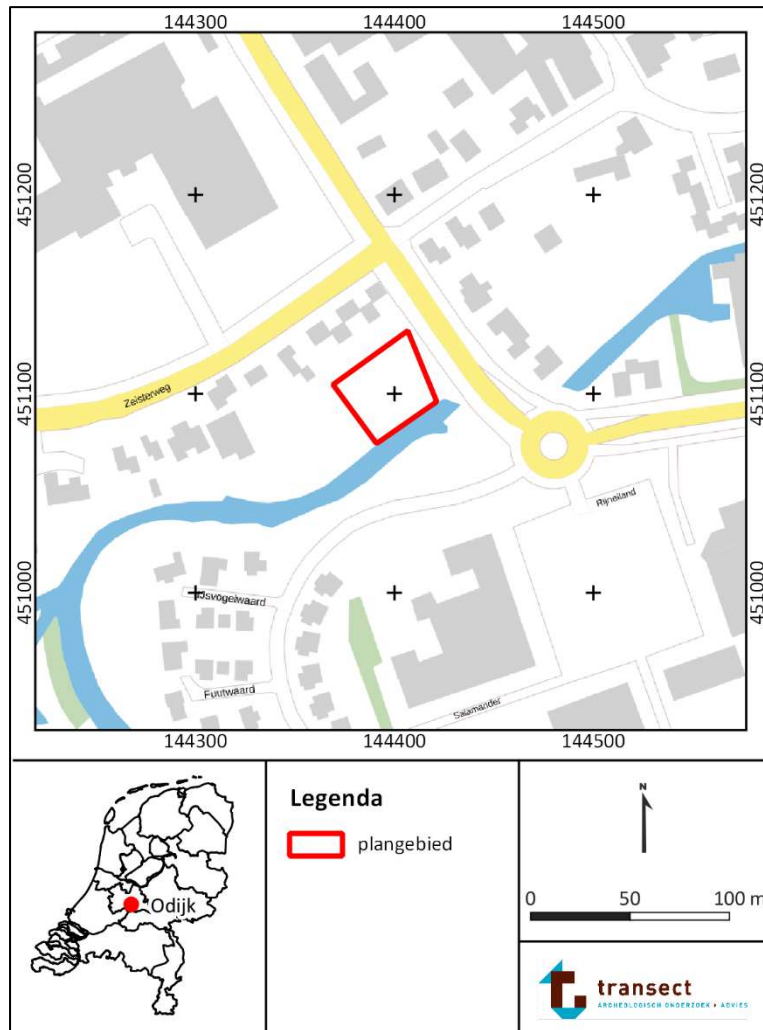 144300 144400 144500
451200 451200
451100 451100
Zeisterweg
Rijneiland
451000 451000
IJsvogelwaard
Fuutwaard
Salamander
144300 144400 144500
Odijk
Legenda
plangebied
N
0 50 100 m
transect
ARCHEOLOGISCH ONDERZOEK + ADVIES